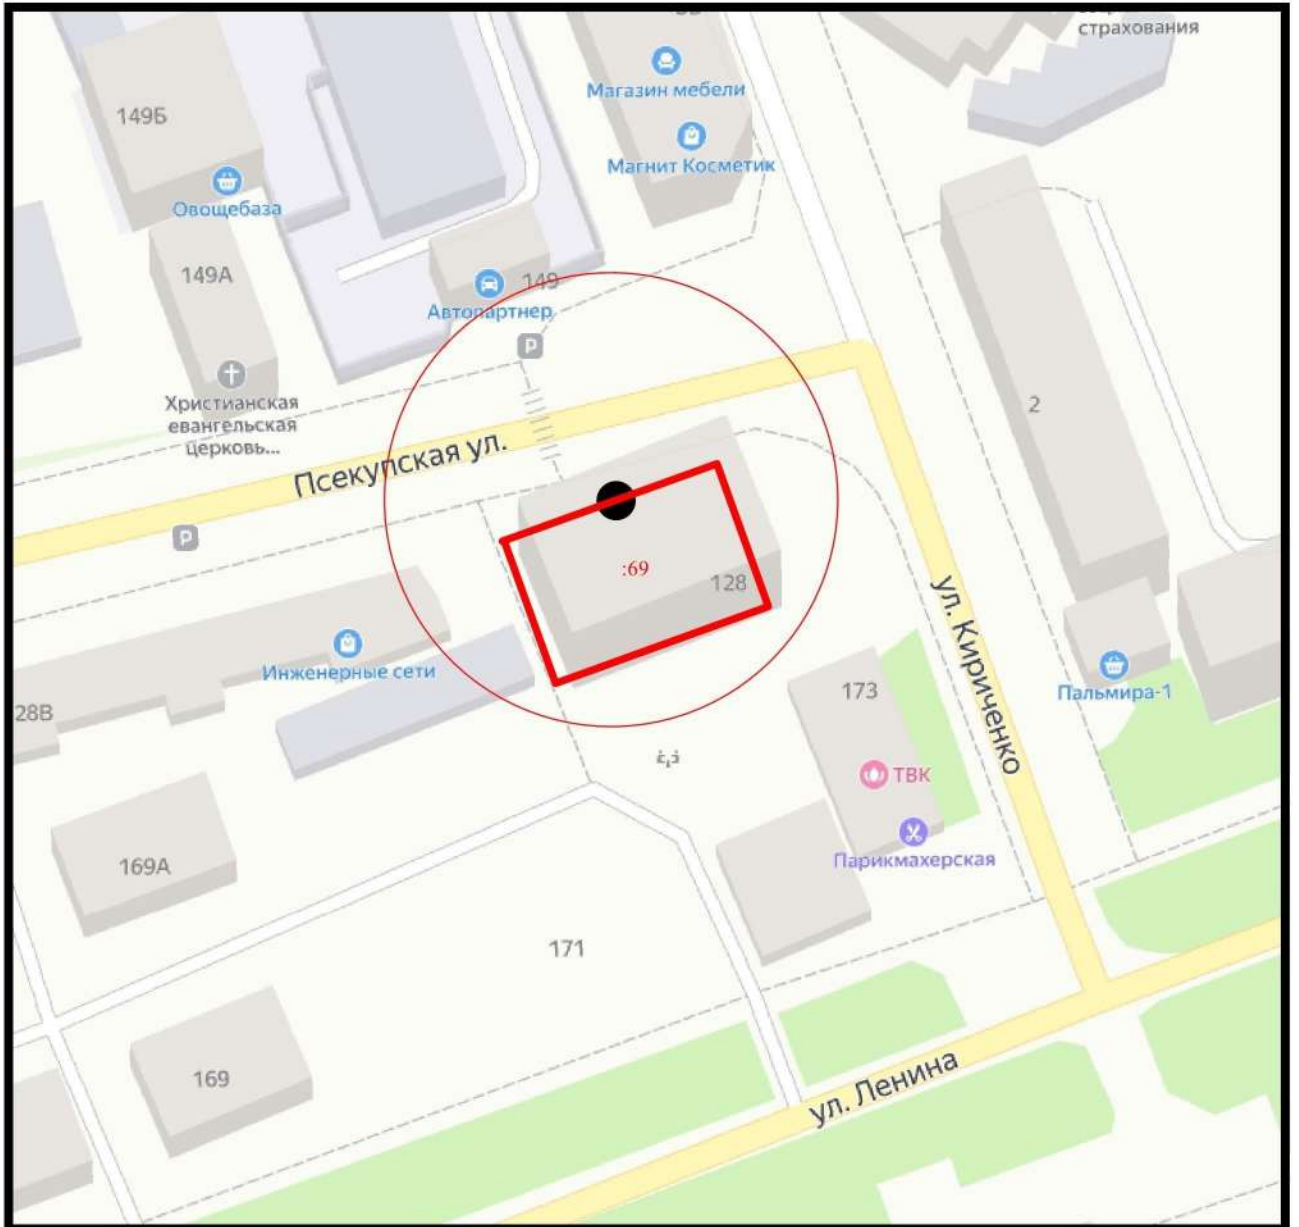 страхования
Магазин мебели
149Б
Магнит Косметик
Овощебаза
149А
149
Автопартнер
P
Христианская
евангельская
церковь...
2
Псекупская ул.
P
:69
128
ул. Кириченко
Инженерные сети
173
Пальмира-1
28В
ТВК
Парикмахерская
169А
171
169
ул. Ленина